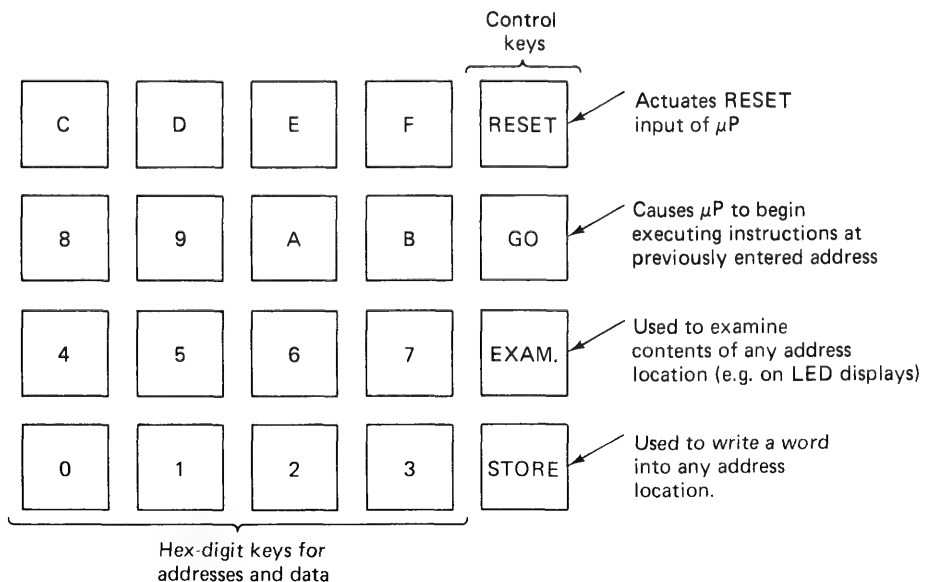 Control
keys
C D E F RESET
Actuates RESET
input of μP
8 9 A B GO
Causes μP to begin
executing instructions at
previously entered address
4 5 6 7 EXAM.
Used to examine
contents of any address
location (e.g. on LED displays)
0 1 2 3 STORE
Used to write a word
into any address
location.
Hex-digit keys for
addresses and data